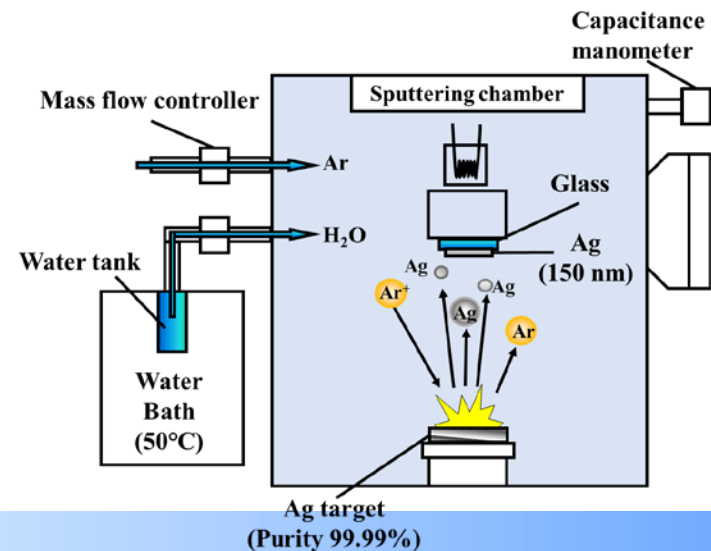 Capacitance
manometer
Sputtering chamber
Mass flow controller
Ar
Glass
H₂O
Water tank
Ag
(150 nm)
Ag
Ag
Ar⁺
Ag
Ar
Water
Bath
(50°C)
Ag target
(Purity 99.99%)